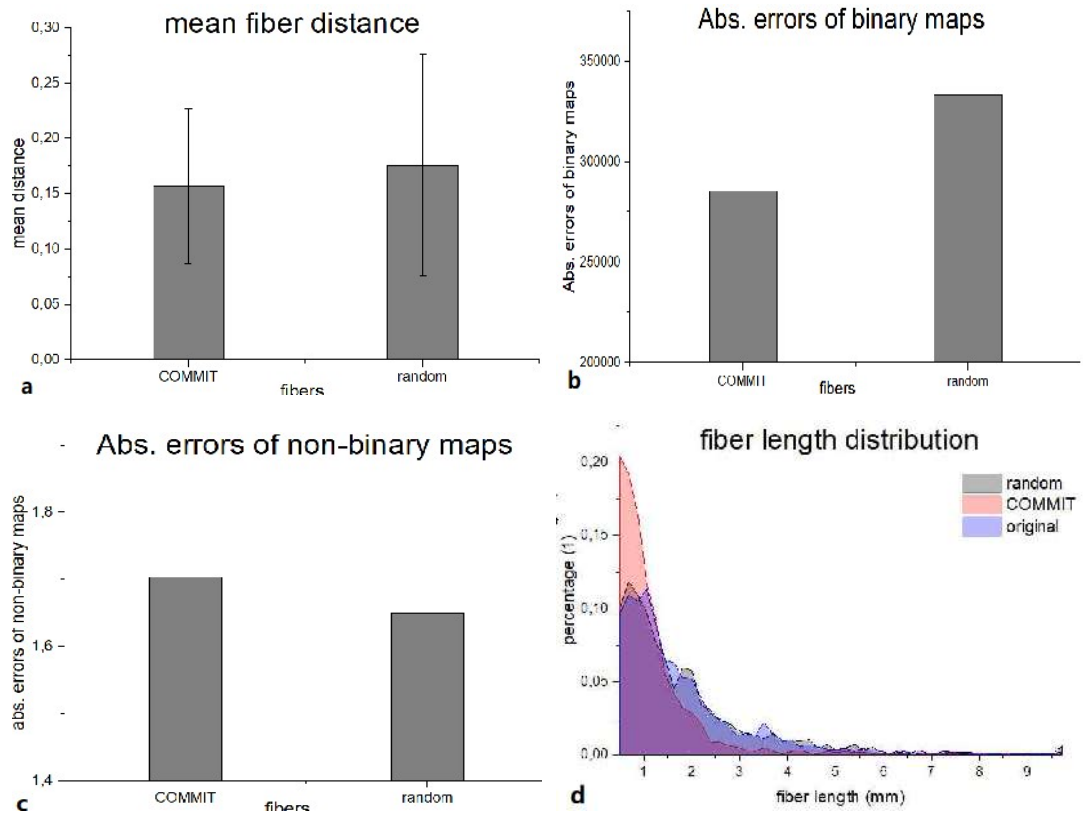 mean fiber distance
0,30
0,25
0,20
0,15
0,10
0,05
0,00
mean distance
COMMIT
random
fibers
a
Abs. errors of binary maps
350000
300000
250000
200000
Abs. errors of binary maps
COMMIT
random
fibers
b
Abs. errors of non-binary maps
1,8
1,6
1,4
abs. errors of non-binary maps
COMMIT
random
fibers
c
fiber length distribution
random
COMMIT
original
0,20
0,15
0,10
0,05
0,00
percentage (1)
1 2 3 4 5 6 7 8 9
fiber length (mm)
d